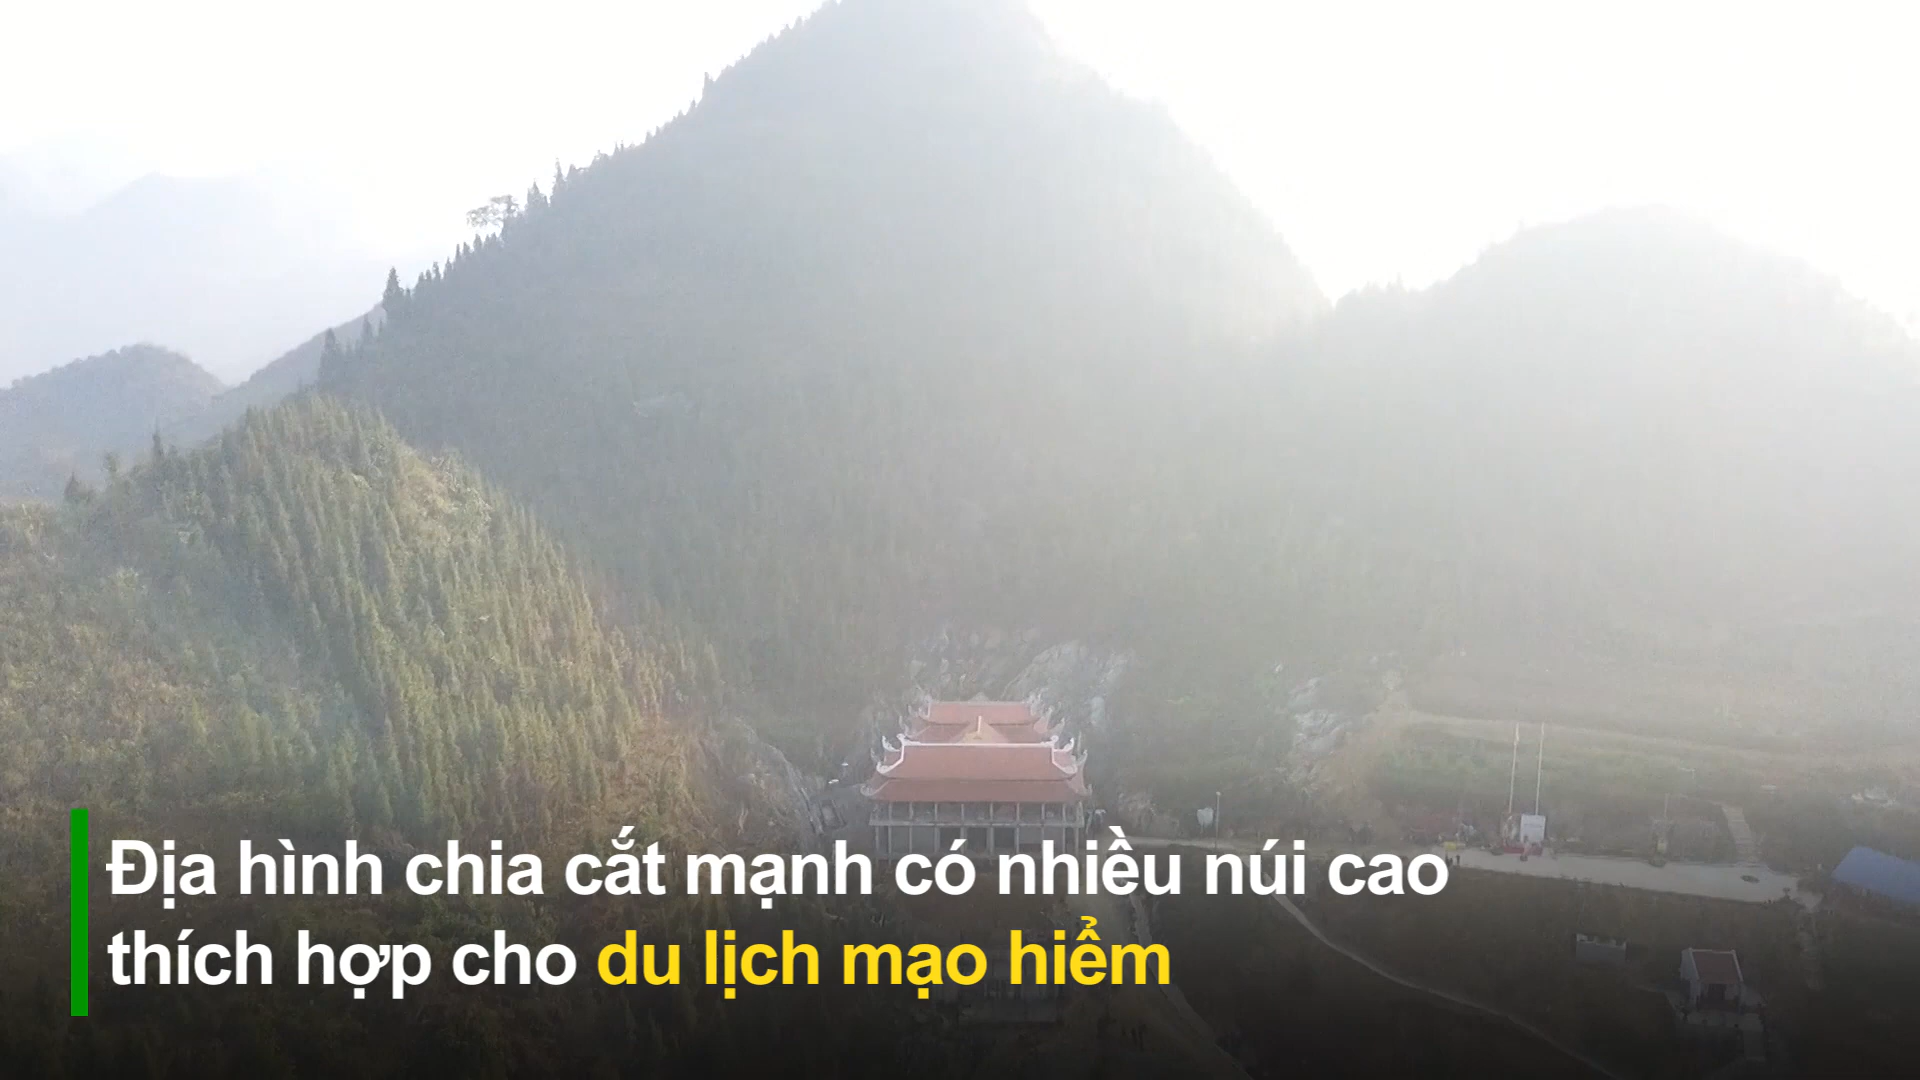 Địa hình chia cắt mạnh có nhiều núi cao
thích hợp cho du lịch mạo hiểm